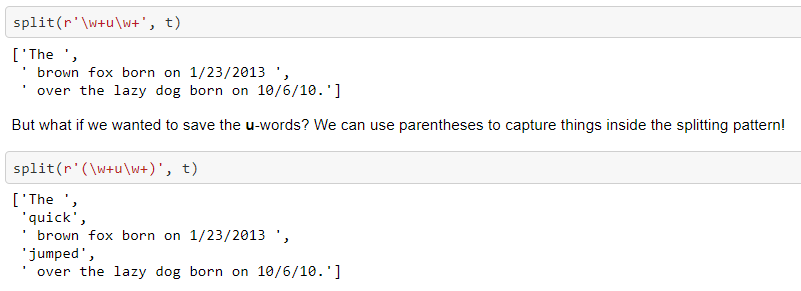 split(r'\w+u\w+', t)
['The ',
' brown fox born on 1/23/2013 ',
' over the lazy dog born on 10/6/10.']
But what if we wanted to save the u-words? We can use parentheses to capture things inside the splitting pattern!
split(r'(\w+u\w+)', t)
['The ',
'quick',
' brown fox born on 1/23/2013 ',
'jumped',
' over the lazy dog born on 10/6/10.']